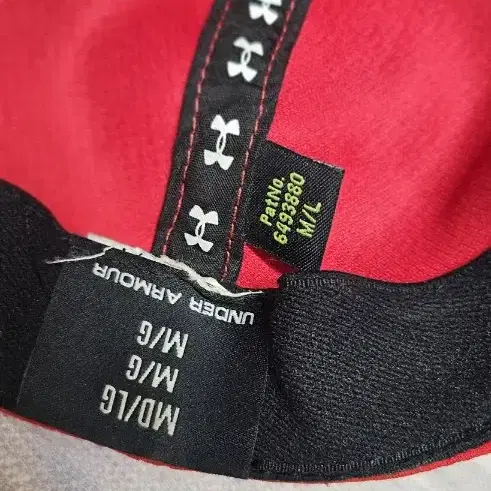 PatNo.
6493880
M/L
UNDER ARMOUR
MD/LG
M/G
M/G